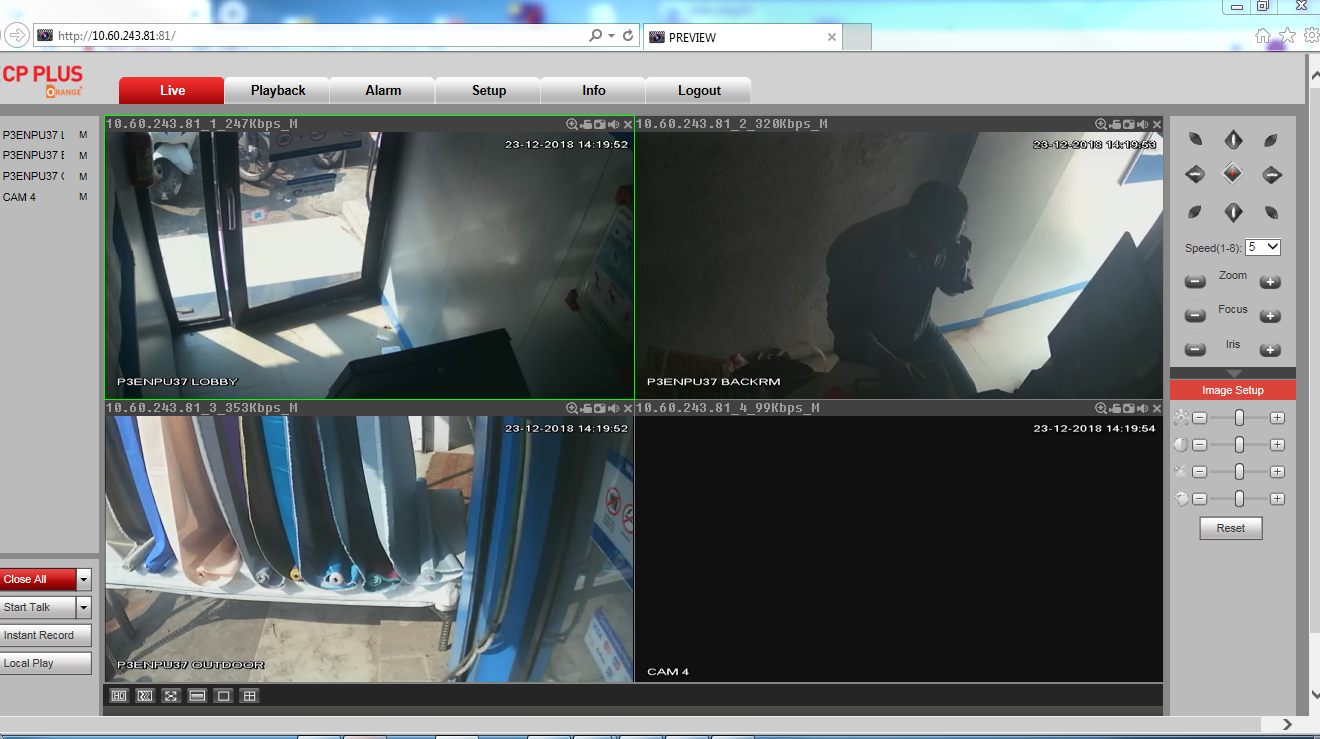 http://10.60.243.81:81/
PREVIEW
CP PLUS
ORANGE
Live
Playback
Alarm
Setup
Info
Logout
P3ENPU37 L M
P3ENPU37 E M
P3ENPU37 M
CAM 4 M
10.60.243.81_1_247Kbps_M
23-12-2018 14:19:52
P3ENPU37 LOBBY
10.60.243.81_2_320Kbps_M
23-12-2018 14:19:53
P3ENPU37 BACKRM
10.60.243.81_3_353Kbps_M
23-12-2018 14:19:52
P3ENPU37 OUTDOOR
10.60.243.81_4_99Kbps_M
23-12-2018 14:19:54
CAM 4
Speed(1-8): 5
Zoom
Focus
Iris
Image Setup
Reset
Close All
Start Talk
Instant Record
Local Play
HD